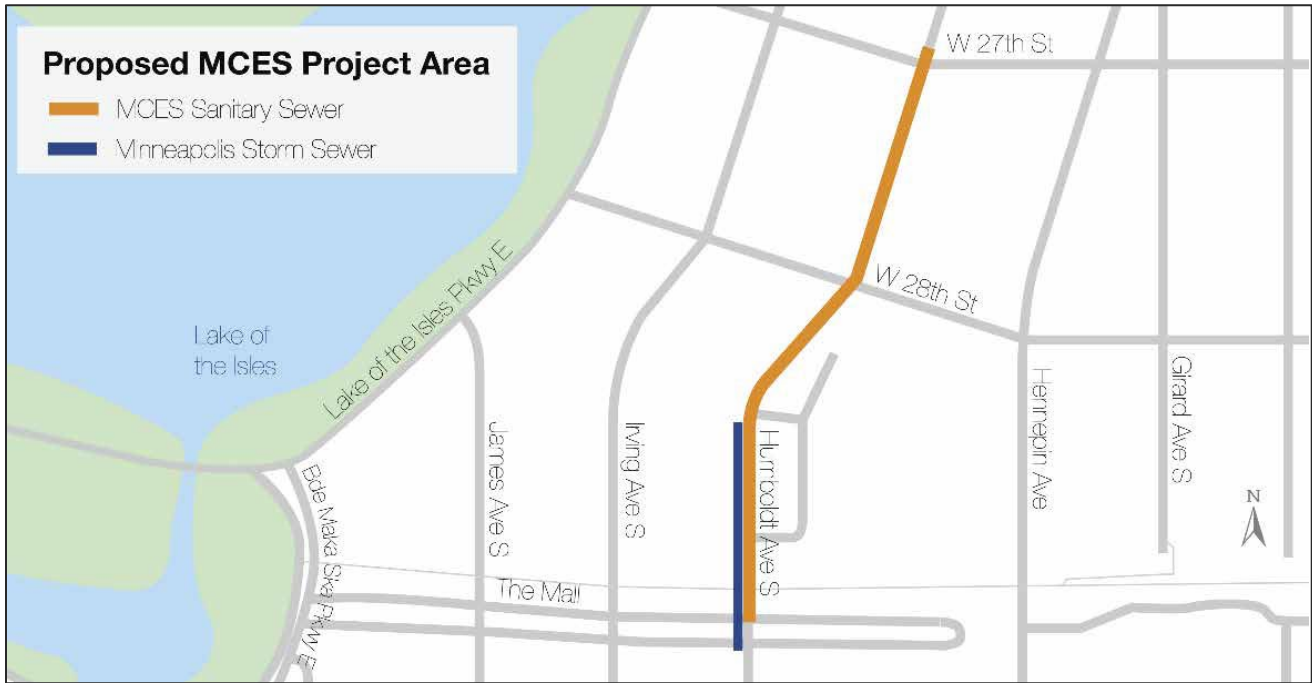 Proposed MCES Project Area
MCES Sanitary Sewer
Minneapolis Storm Sewer
W 27th St
W 28th St
Lake of the Isles Pkwy E
Lake of
the Isles
James Ave S
Irving Ave S
Humboldt Ave S
Hennepin Ave
Girard Ave S
N
Bde Maka Ska Pkwy E
The Mall